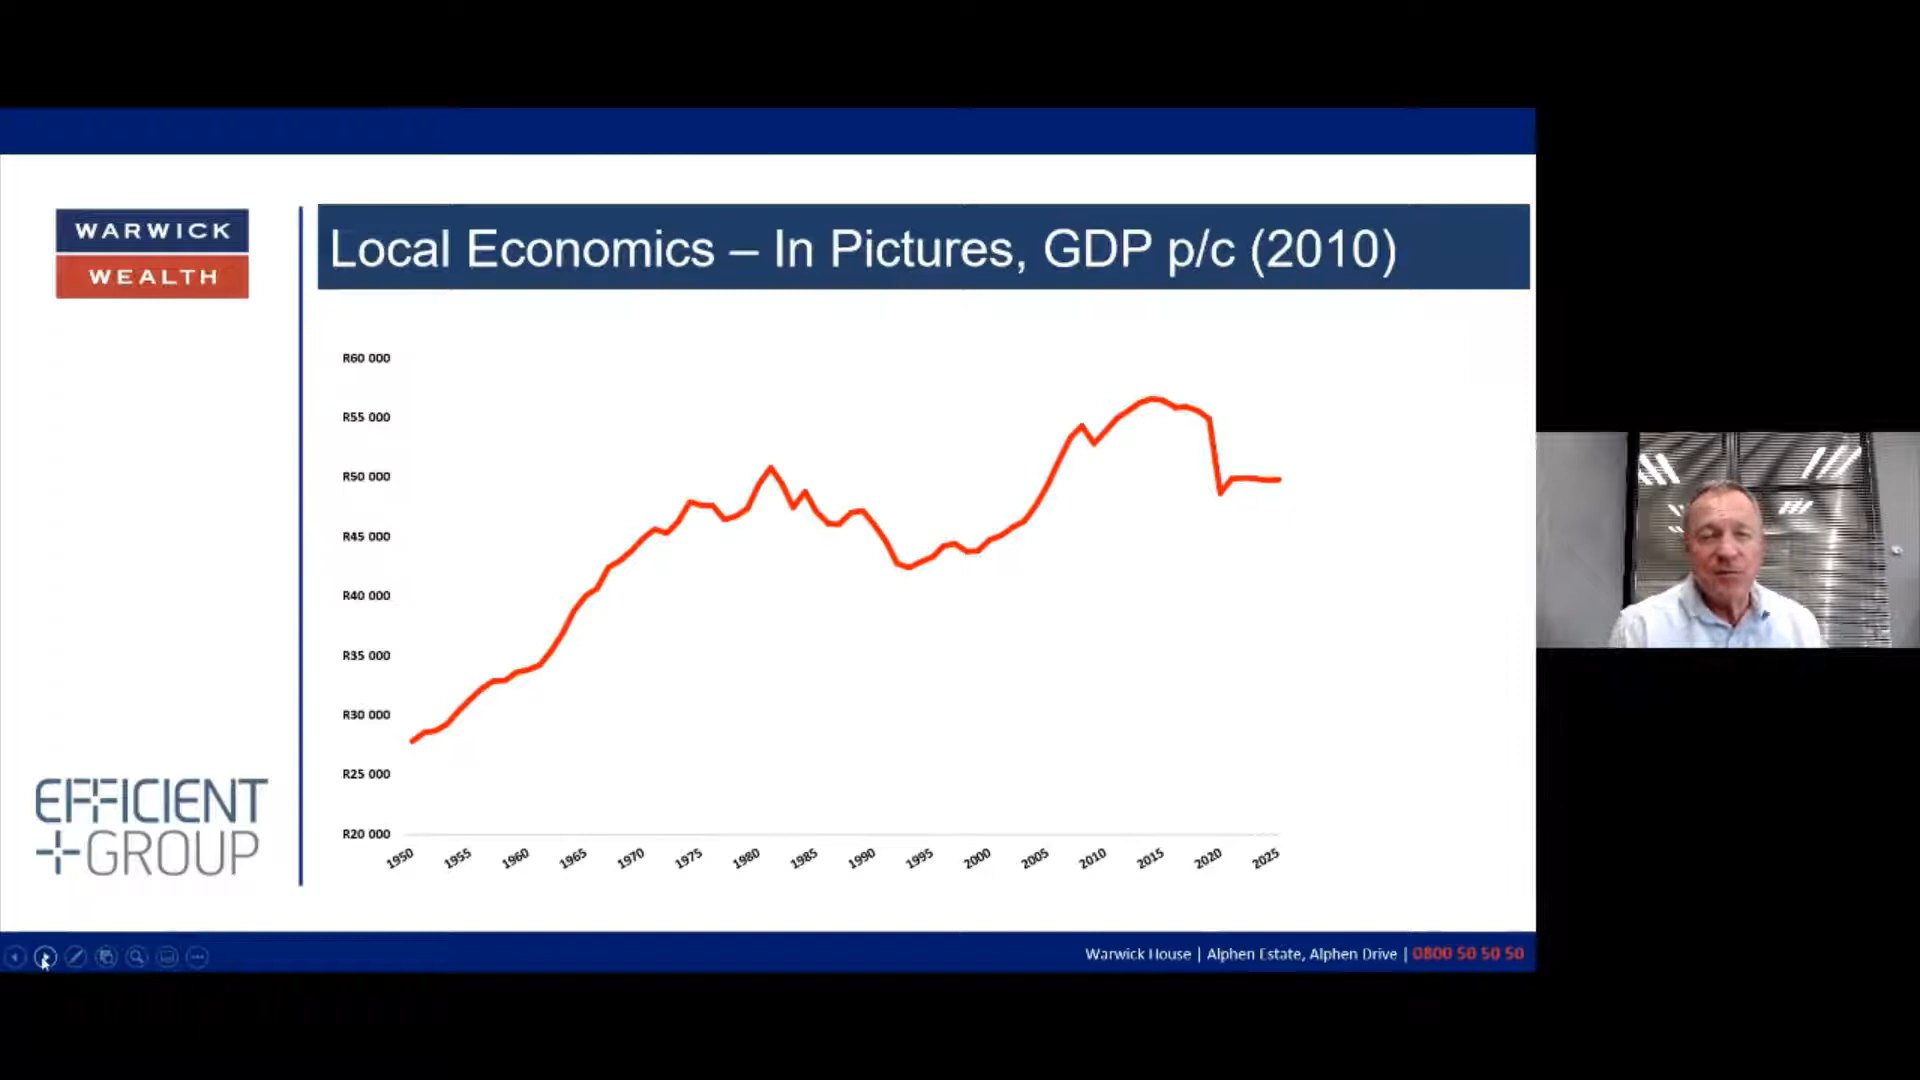 WARWICK
WEALTH
Local Economics – In Pictures, GDP p/c (2010)
R60 000
R55 000
R50 000
R45 000
R40 000
R35 000
R30 000
R25 000
R20 000
1950 1955 1960 1965 1970 1975 1980 1985 1990 1995 2000 2005 2010 2015 2020 2025
EFFICIENT
GROUP
Warwick House | Alphen Estate, Alphen Drive | 0800 50 50 50